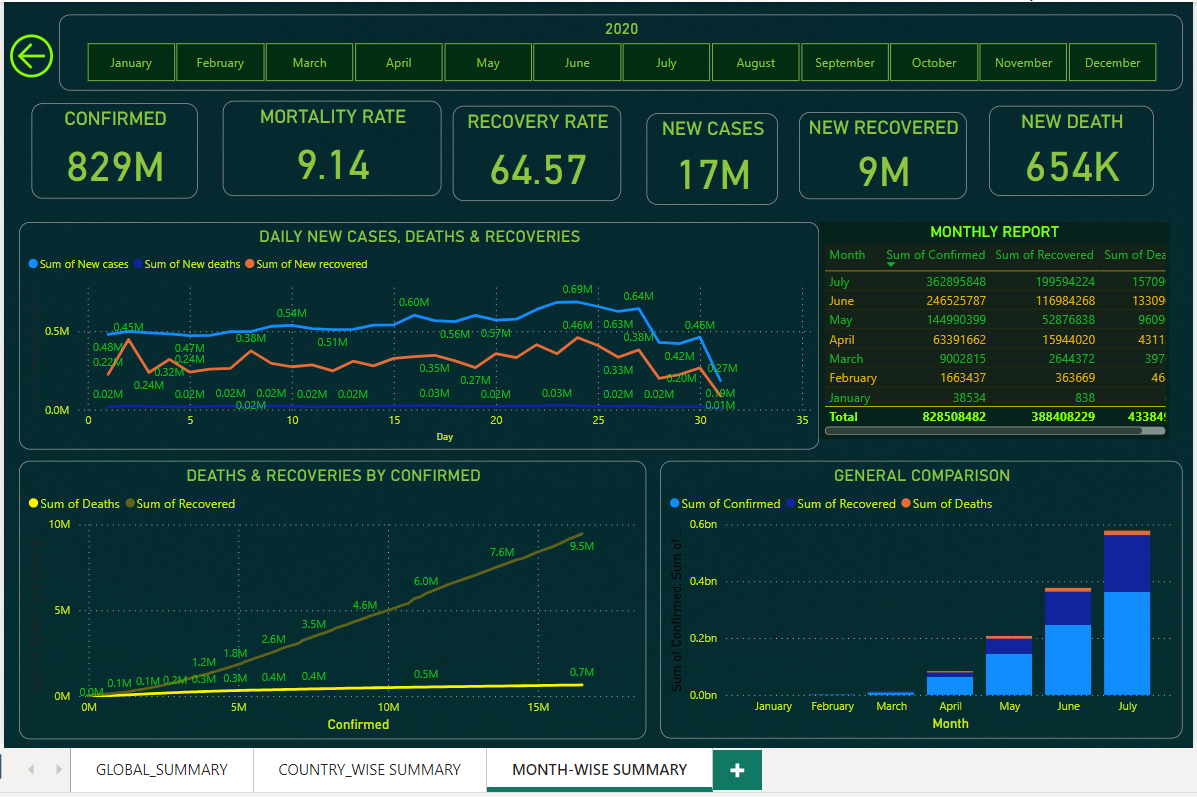 2020
January February March April May June July August September October November December
CONFIRMED
829M
MORTALITY RATE
9.14
RECOVERY RATE
64.57
NEW CASES
17M
NEW RECOVERED
9M
NEW DEATH
654K
DAILY NEW CASES, DEATHS & RECOVERIES
Sum of New cases Sum of New deaths Sum of New recovered
0.69M
0.64M
0.60M
0.54M
0.45M 0.46M 0.63M 0.46M
0.5M
0.56M 0.57M
0.38M 0.51M 0.38M
0.48M 0.47M
0.42M
0.22M 0.24M
0.32M 0.35M 0.33M 0.27M
0.24M 0.27M 0.20M
0.02M 0.02M 0.02M 0.02M 0.02M 0.02M 0.03M 0.02M 0.03M 0.02M 0.02M
0.02M 0.01M
0.0M
0 5 10 15 20 25 30 35
Day
MONTHLY REPORT
Month Sum of Confirmed Sum of Recovered Sum of Dea
July 362895848 199594224 15709
June 246525787 116984268 13309
May 144990399 52876838 9609
April 63391662 15944020 4311
March 9002815 2644372 397
February 1663437 363669 46
January 38534 838
Total 828508482 388408229 43384
DEATHS & RECOVERIES BY CONFIRMED
Sum of Deaths Sum of Recovered
10M
9.5M
7.6M
6.0M
5M
4.6M
3.5M
2.6M
1.8M
1.2M
0.0M 0.1M 0.1M 0.2M 0.3M 0.3M 0.4M 0.4M 0.5M 0.7M
0M
0M 5M 10M 15M
Confirmed
GENERAL COMPARISON
Sum of Confirmed Sum of Recovered Sum of Deaths
Sum of Confirmed, Sum of ...
0.6bn
0.4bn
0.2bn
0.0bn
January February March April May June July
Month
GLOBAL_SUMMARY COUNTRY_WISE SUMMARY MONTH-WISE SUMMARY +